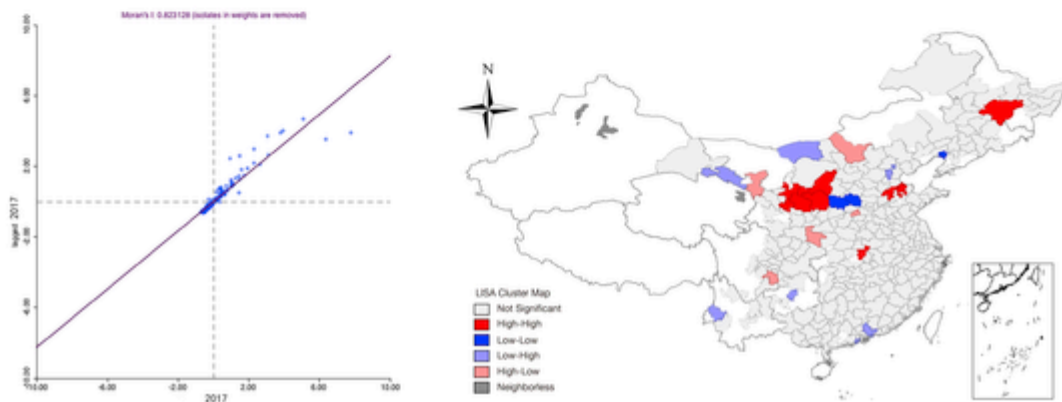 Moran's I: 0.823128 (isolates in weights are removed)
10.00
6.00
2.00
-2.00
-6.00
-10.00
lagged 2017
-10.00
-6.00
-2.00
2.00
6.00
10.00
2017
N
LISA Cluster Map
Not Significant
High-High
Low-Low
Low-High
High-Low
Neighborless